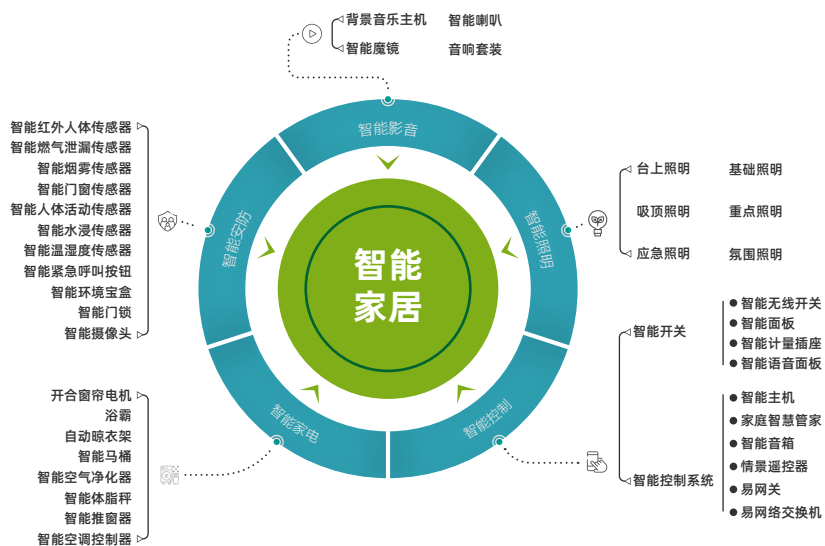 背景音乐主机 智能喇叭
智能魔镜 音响套装
智能影音
智能红外人体传感器
智能燃气泄漏传感器
智能烟雾传感器
智能门窗传感器
智能人体活动传感器
智能水浸传感器
智能温湿度传感器
智能紧急呼叫按钮
智能环境宝盒
智能门锁
智能摄像头
智能安防
智能家居
智能照明
台上照明 基础照明
吸顶照明 重点照明
应急照明 氛围照明
智能开关
智能无线开关
智能面板
智能计量插座
智能语音面板
智能控制
智能控制系统
智能主机
家庭智慧管家
智能音箱
情景遥控器
易网关
易网络交换机
智能家电
开合窗帘电机
浴霸
自动晾衣架
智能马桶
智能空气净化器
智能体脂秤
智能推窗器
智能空调控制器